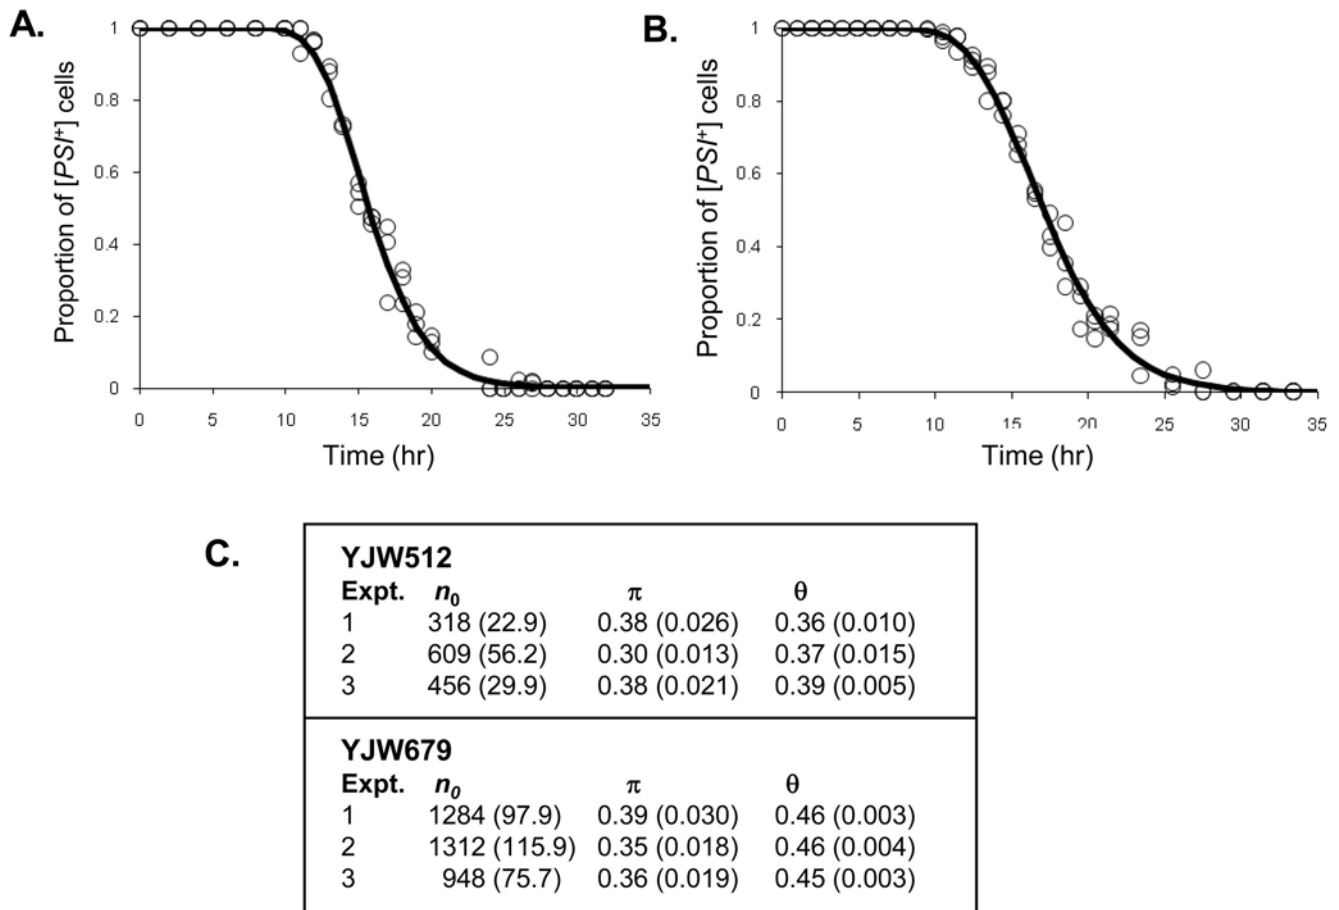 A.
Proportion of [PSI⁺] cells
1
0.8
0.6
0.4
0.2
0
0 5 10 15 20 25 30 35
Time (hr)
B.
Proportion of [PSI⁺] cells
1
0.8
0.6
0.4
0.2
0
0 5 10 15 20 25 30 35
Time (hr)
C.
YJW512
Expt. n₀ π θ
1 318 (22.9) 0.38 (0.026) 0.36 (0.010)
2 609 (56.2) 0.30 (0.013) 0.37 (0.015)
3 456 (29.9) 0.38 (0.021) 0.39 (0.005)
YJW679
Expt. n₀ π θ
1 1284 (97.9) 0.39 (0.030) 0.46 (0.003)
2 1312 (115.9) 0.35 (0.018) 0.46 (0.004)
3 948 (75.7) 0.36 (0.019) 0.45 (0.003)